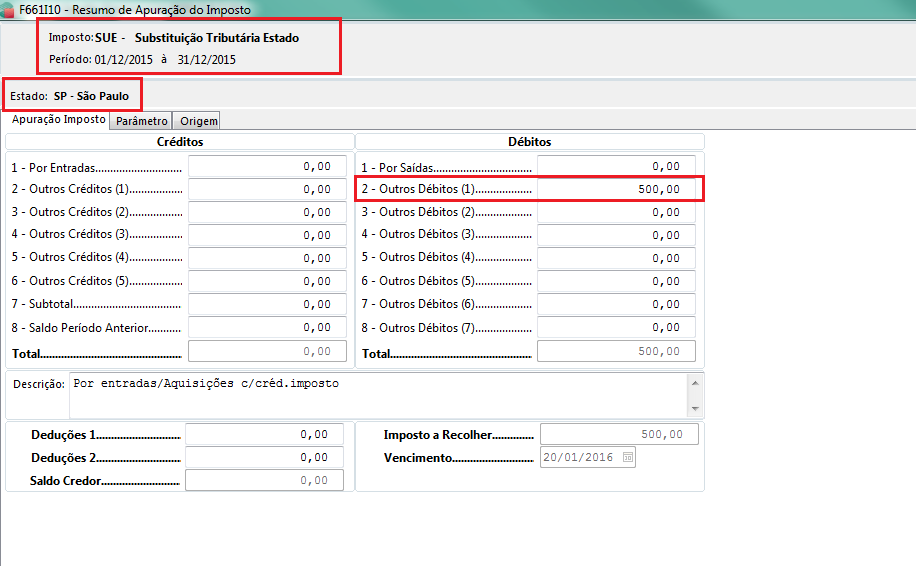 F661I10 - Resumo de Apuração do Imposto
Imposto: SUE - Substituição Tributária Estado
Período: 01/12/2015 à 31/12/2015
Estado: SP - São Paulo
Apuração Imposto Parâmetro Origem
Créditos Débitos
1 - Por Entradas 0,00 1 - Por Saídas 0,00
2 - Outros Créditos (1) 0,00 2 - Outros Débitos (1) 500,00
3 - Outros Créditos (2) 0,00 3 - Outros Débitos (2) 0,00
4 - Outros Créditos (3) 0,00 4 - Outros Débitos (3) 0,00
5 - Outros Créditos (4) 0,00 5 - Outros Débitos (4) 0,00
6 - Outros Créditos (5) 0,00 6 - Outros Débitos (5) 0,00
7 - Subtotal 0,00 7 - Outros Débitos (6) 0,00
8 - Saldo Período Anterior 0,00 8 - Outros Débitos (7) 0,00
Total 0,00 Total 500,00
Descrição: Por entradas/Aquisições c/créd.imposto
Deduções 1 0,00 Imposto a Recolher 500,00
Deduções 2 0,00 Vencimento 20/01/2016
Saldo Credor 0,00